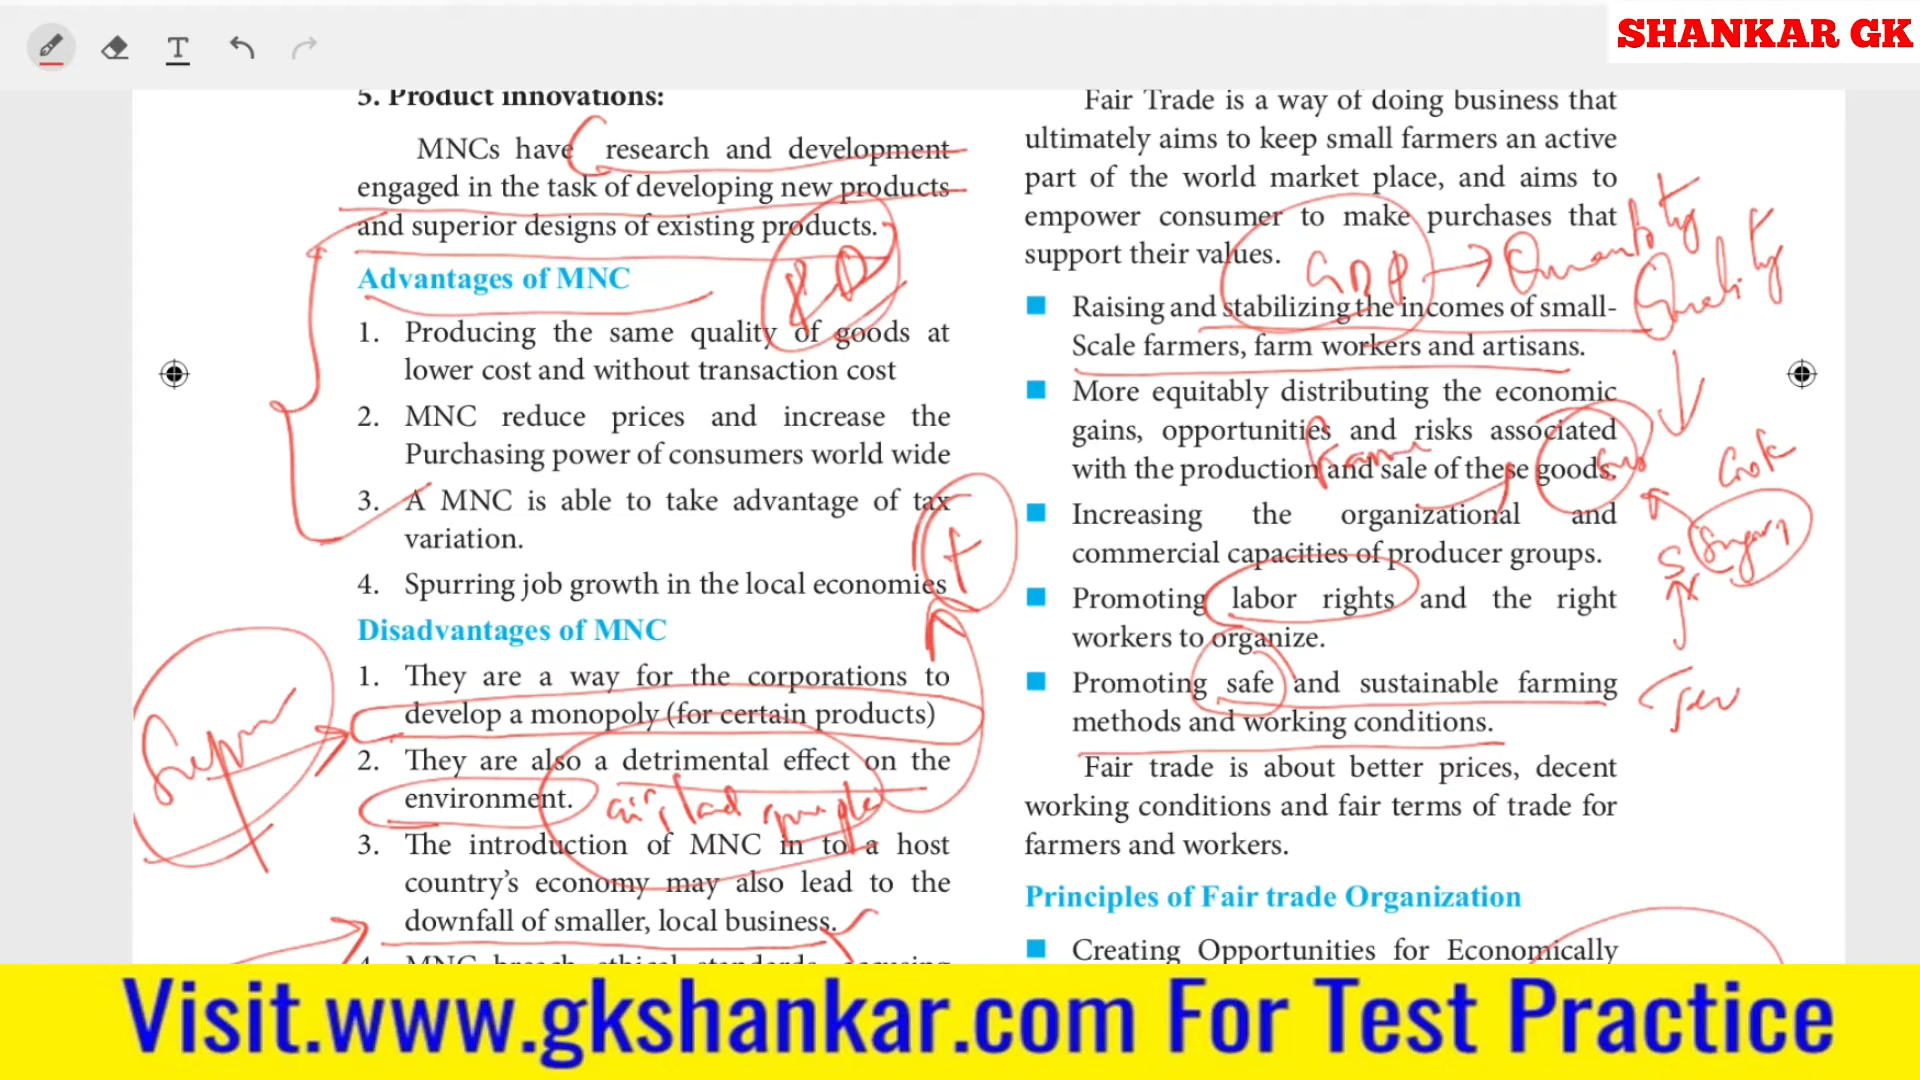 SHANKAR GK
5. Product innovations:
MNCs have research and development
engaged in the task of developing new products
and superior designs of existing products.
R D
Advantages of MNC
1. Producing the same quality of goods at
lower cost and without transaction cost
2. MNC reduce prices and increase the
Purchasing power of consumers world wide
3. A MNC is able to take advantage of tax
variation.
4. Spurring job growth in the local economies
Disadvantages of MNC
1. They are a way for the corporations to
develop a monopoly (for certain products)
2. They are also a detrimental effect on the
environment.
air, land
3. The introduction of MNC in to a host
country's economy may also lead to the
downfall of smaller, local business.
Fair Trade is a way of doing business that
ultimately aims to keep small farmers an active
part of the world market place, and aims to
empower consumer to make purchases that
support their values.
GDP → Quantity
Quality
Raising and stabilizing the incomes of small-
Scale farmers, farm workers and artisans.
More equitably distributing the economic
gains, opportunities and risks associated
with the production and sale of these goods.
Increasing the organizational and
commercial capacities of producer groups.
Promoting labor rights and the right
workers to organize.
Promoting safe and sustainable farming
methods and working conditions.
Fair trade is about better prices, decent
working conditions and fair terms of trade for
farmers and workers.
Principles of Fair trade Organization
Creating Opportunities for Economically
Visit.www.gkshankar.com For Test Practice